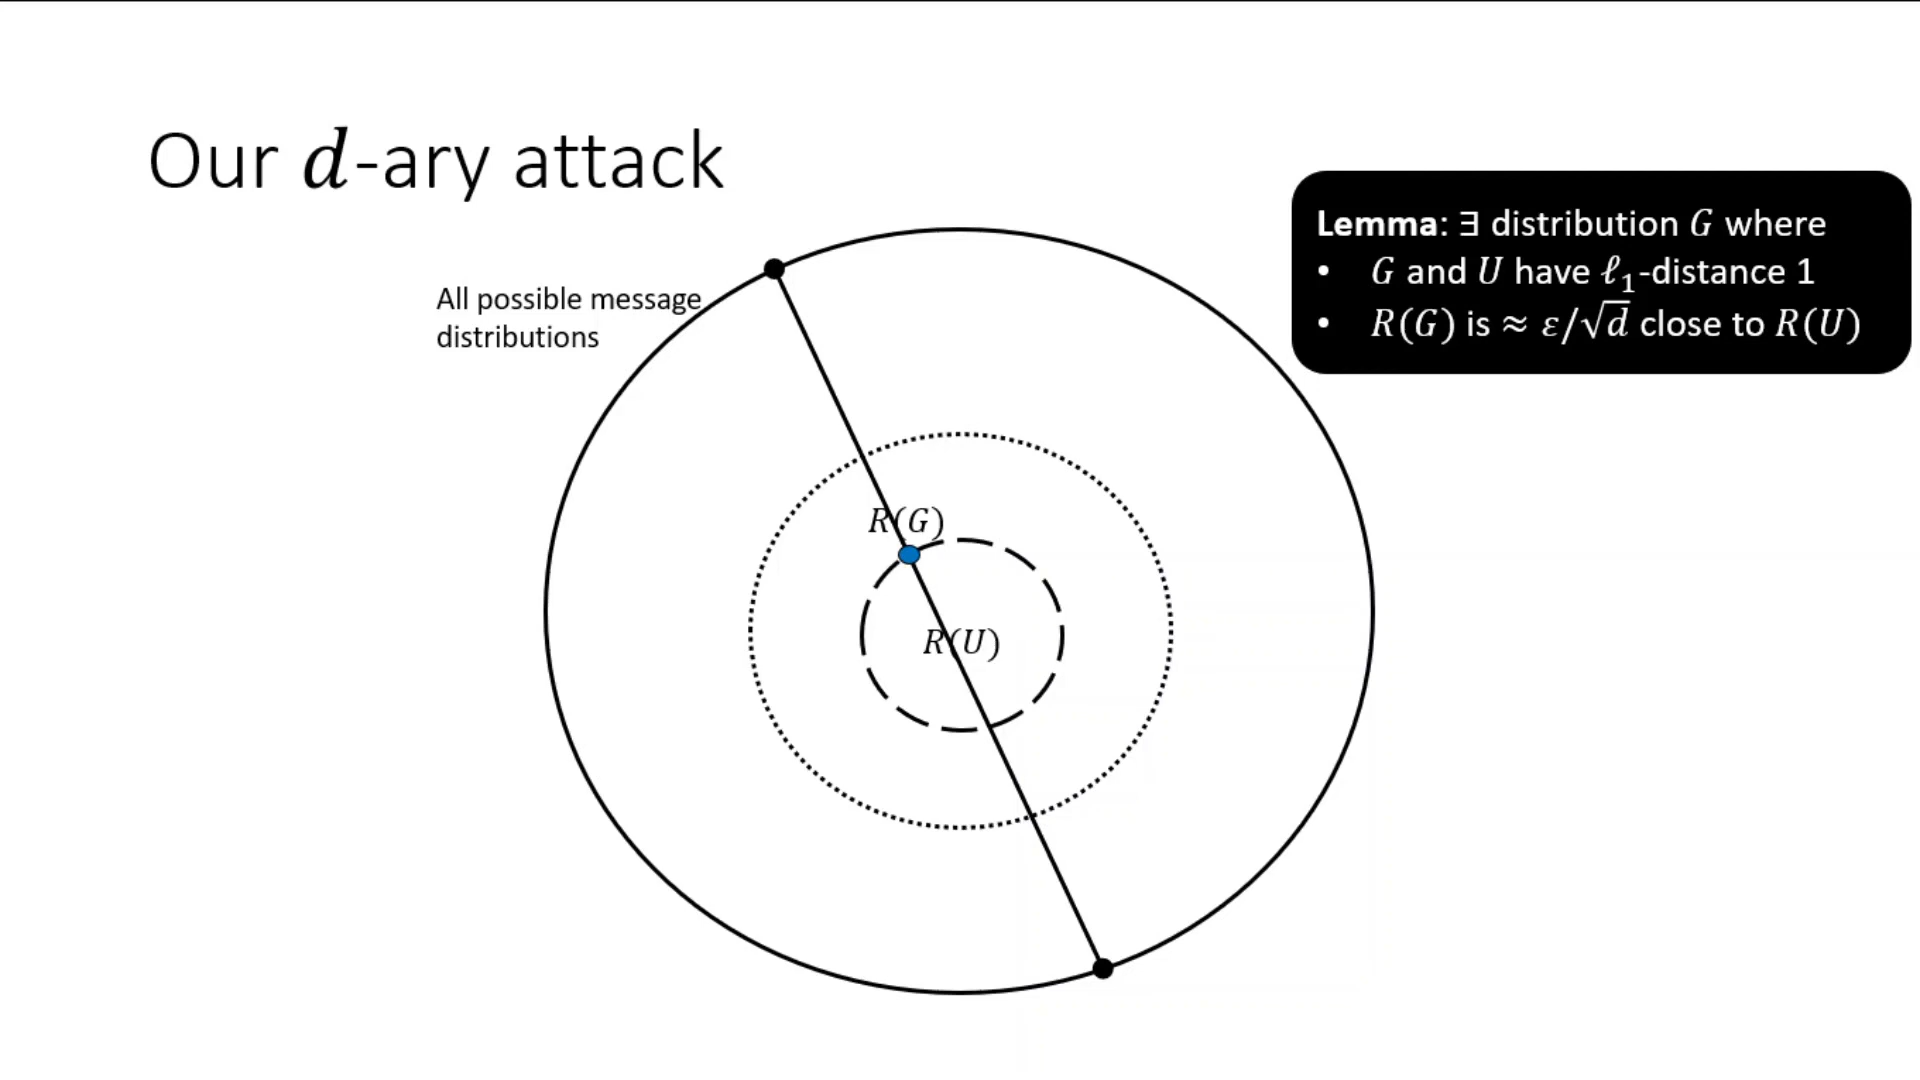 Our d-ary attack
Lemma: ∃ distribution G where
• G and U have ℓ₁-distance 1
• R(G) is ≈ ε/√d close to R(U)
All possible message
distributions
R(G)
R(U)